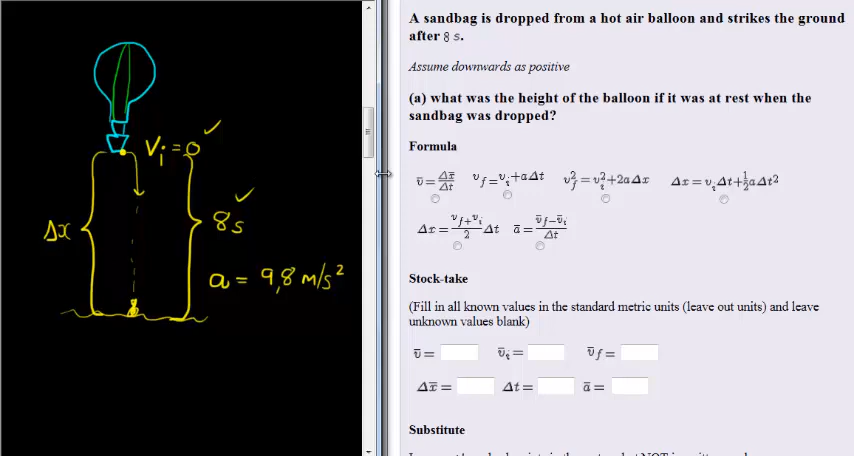 Vi = 0 ✓
8s ✓
Δx
a = 9,8 m/s²
A sandbag is dropped from a hot air balloon and strikes the ground
after 8 s.
Assume downwards as positive
(a) what was the height of the balloon if it was at rest when the
sandbag was dropped?
Formula
v̄ = Δx̄/Δt v_f = v_i + aΔt v_f² = v_i² + 2aΔx Δx = v_iΔt + ½aΔt²
Δx = (v_f + v_i)/2 Δt ā = (v̄_f − v̄_i)/Δt
Stock-take
(Fill in all known values in the standard metric units (leave out units) and leave
unknown values blank)
v̄ = v̄_i = v̄_f =
Δx̄ = Δt = ā =
Substitute